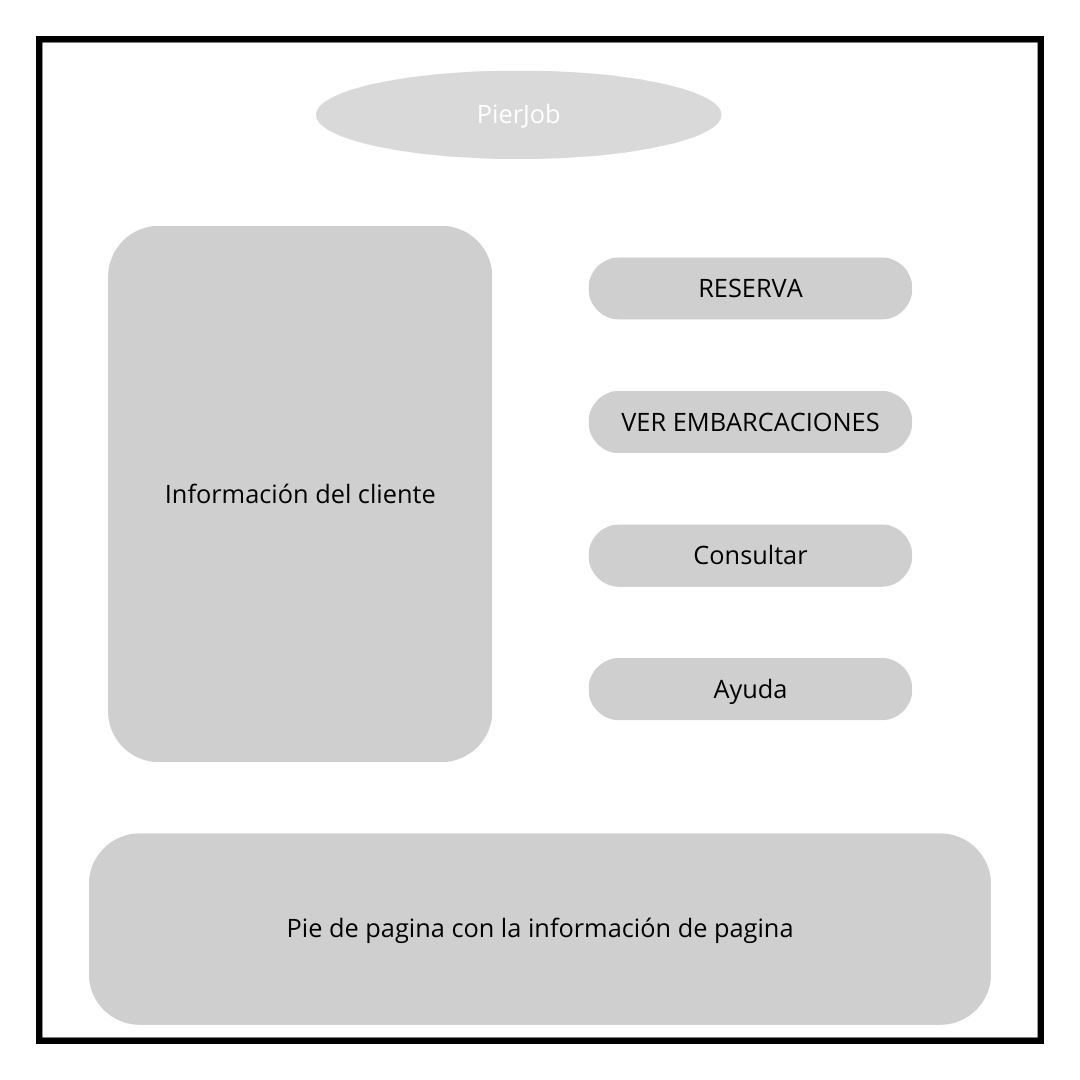 PierJob
Información del cliente
RESERVA
VER EMBARCACIONES
Consultar
Ayuda
Pie de pagina con la información de pagina